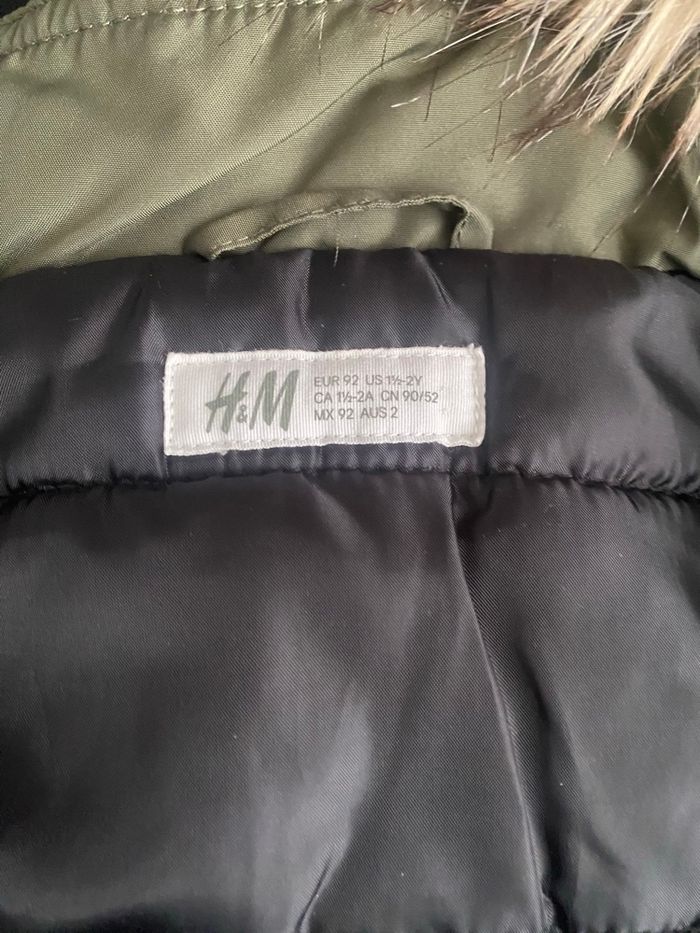 H&M
EUR 92 US 1½-2Y
CA 1½-2A CN 90/52
MX 92 AUS 2